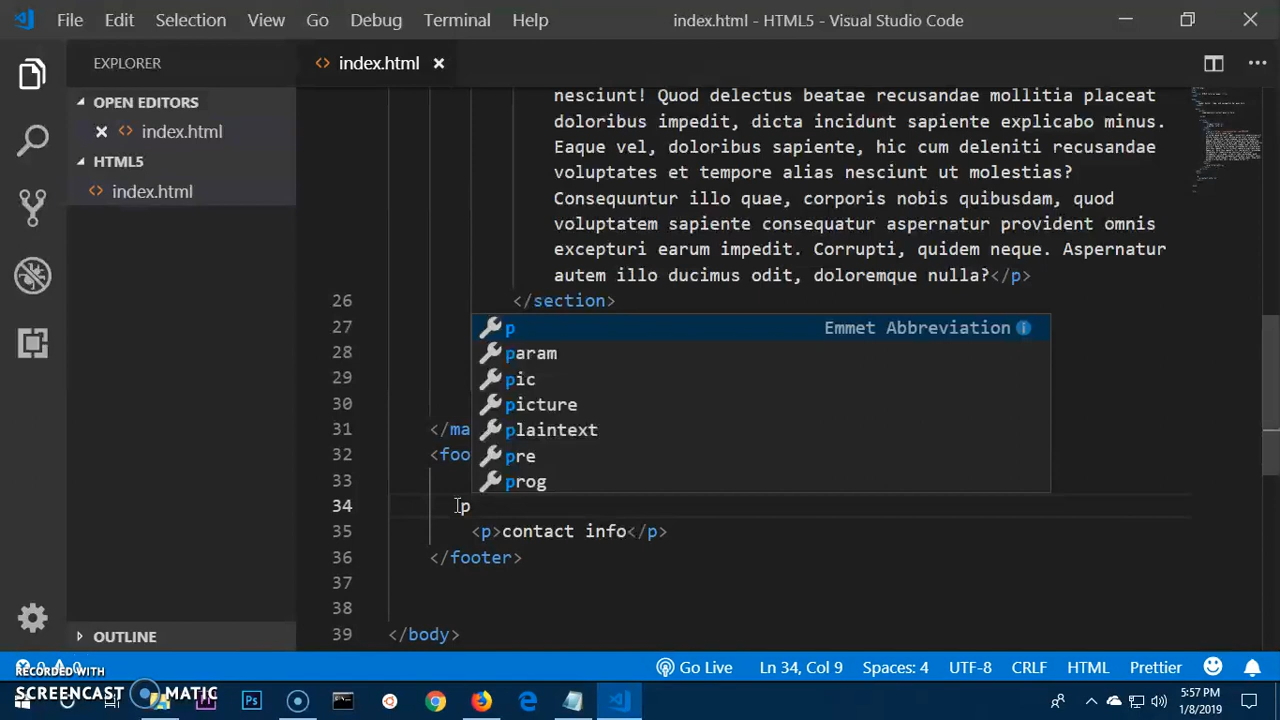 File Edit Selection View Go Debug Terminal Help index.html - HTML5 - Visual Studio Code
EXPLORER
OPEN EDITORS
index.html
HTML5
index.html
OUTLINE
index.html
nesciunt! Quod delectus beatae recusandae mollitia placeat
doloribus impedit, dicta incidunt sapiente explicabo minus.
Eaque vel, doloribus sapiente, hic cum deleniti recusandae
voluptates et tempore alias nesciunt ut molestias?
Consequuntur illo quae, corporis nobis quibusdam, quod
voluptatem sapiente consequatur aspernatur provident omnis
excepturi earum impedit. Corrupti, quidem neque. Aspernatur
autem illo ducimus odit, doloremque nulla?</p>
26 </section>
27
28
29
30
31 </ma
32 <foo
33
34 p
35 <p>contact info</p>
36 </footer>
37
38
39 </body>
p Emmet Abbreviation
param
pic
picture
plaintext
pre
prog
0 0 Go Live Ln 34, Col 9 Spaces: 4 UTF-8 CRLF HTML Prettier
RECORDED WITH
SCREENCAST MATIC
5:57 PM
1/8/2019